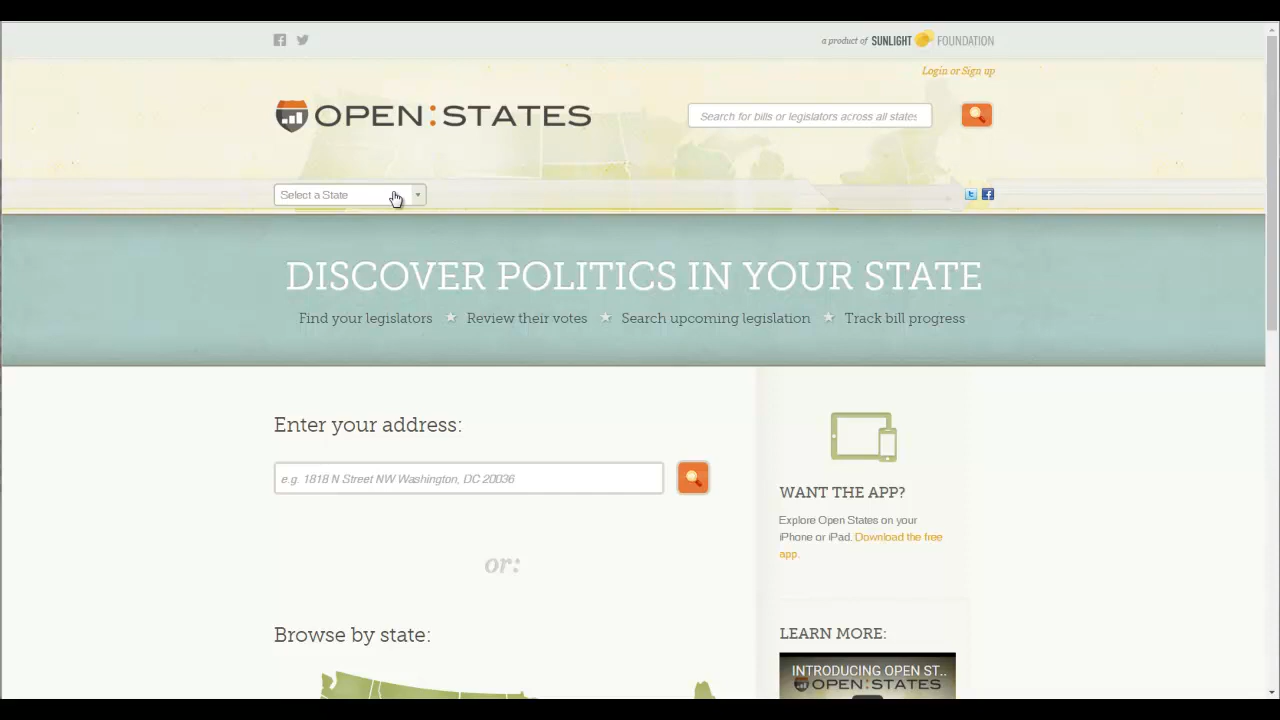 a product of SUNLIGHT FOUNDATION
Login or Sign up
OPEN:STATES
Search for bills or legislators across all states
Select a State
DISCOVER POLITICS IN YOUR STATE
Find your legislators ★ Review their votes ★ Search upcoming legislation ★ Track bill progress
Enter your address:
e.g. 1818 N Street NW Washington, DC 20036
or:
Browse by state:
WANT THE APP?
Explore Open States on your
iPhone or iPad. Download the free
app.
LEARN MORE:
INTRODUCING OPEN ST...
OPEN:STATES